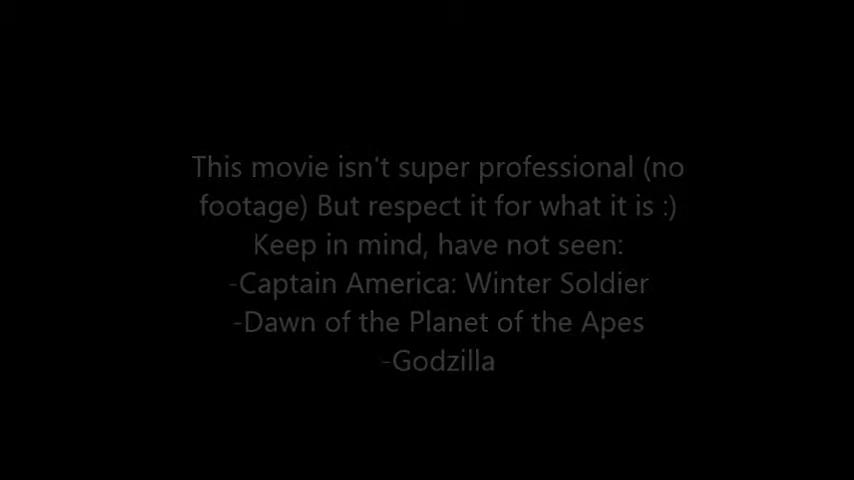 This movie isn't super professional (no
footage) But respect it for what it is :)
Keep in mind, have not seen:
-Captain America: Winter Soldier
-Dawn of the Planet of the Apes
-Godzilla